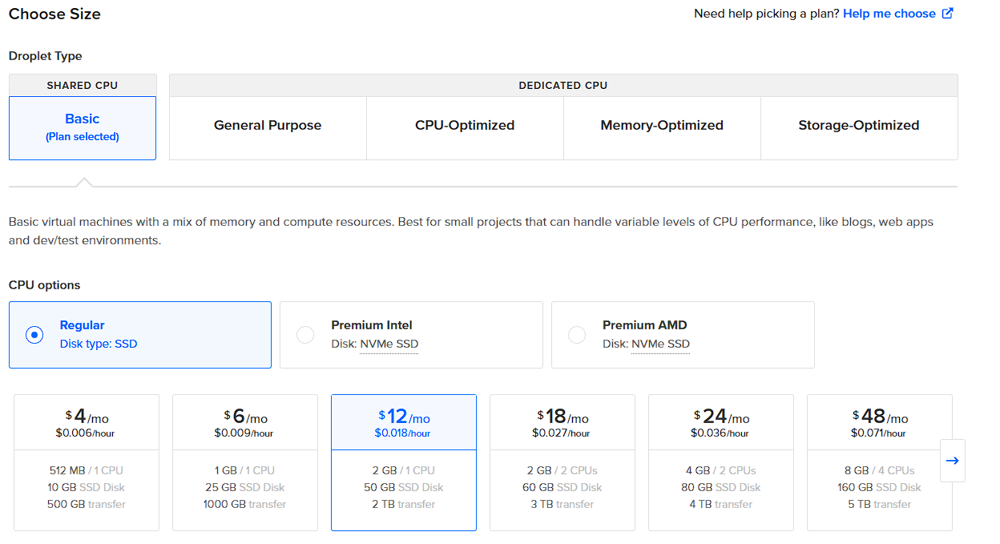 Choose Size
Need help picking a plan? Help me choose
Droplet Type
SHARED CPU
DEDICATED CPU
Basic
(Plan selected)
General Purpose
CPU-Optimized
Memory-Optimized
Storage-Optimized
Basic virtual machines with a mix of memory and compute resources. Best for small projects that can handle variable levels of CPU performance, like blogs, web apps
and dev/test environments.
CPU options
Regular
Disk type: SSD
Premium Intel
Disk: NVMe SSD
Premium AMD
Disk: NVMe SSD
$4/mo
$0.006/hour
512 MB / 1 CPU
10 GB SSD Disk
500 GB transfer
$6/mo
$0.009/hour
1 GB / 1 CPU
25 GB SSD Disk
1000 GB transfer
$12/mo
$0.018/hour
2 GB / 1 CPU
50 GB SSD Disk
2 TB transfer
$18/mo
$0.027/hour
2 GB / 2 CPUs
60 GB SSD Disk
3 TB transfer
$24/mo
$0.036/hour
4 GB / 2 CPUs
80 GB SSD Disk
4 TB transfer
$48/mo
$0.071/hour
8 GB / 4 CPUs
160 GB SSD Disk
5 TB transfer